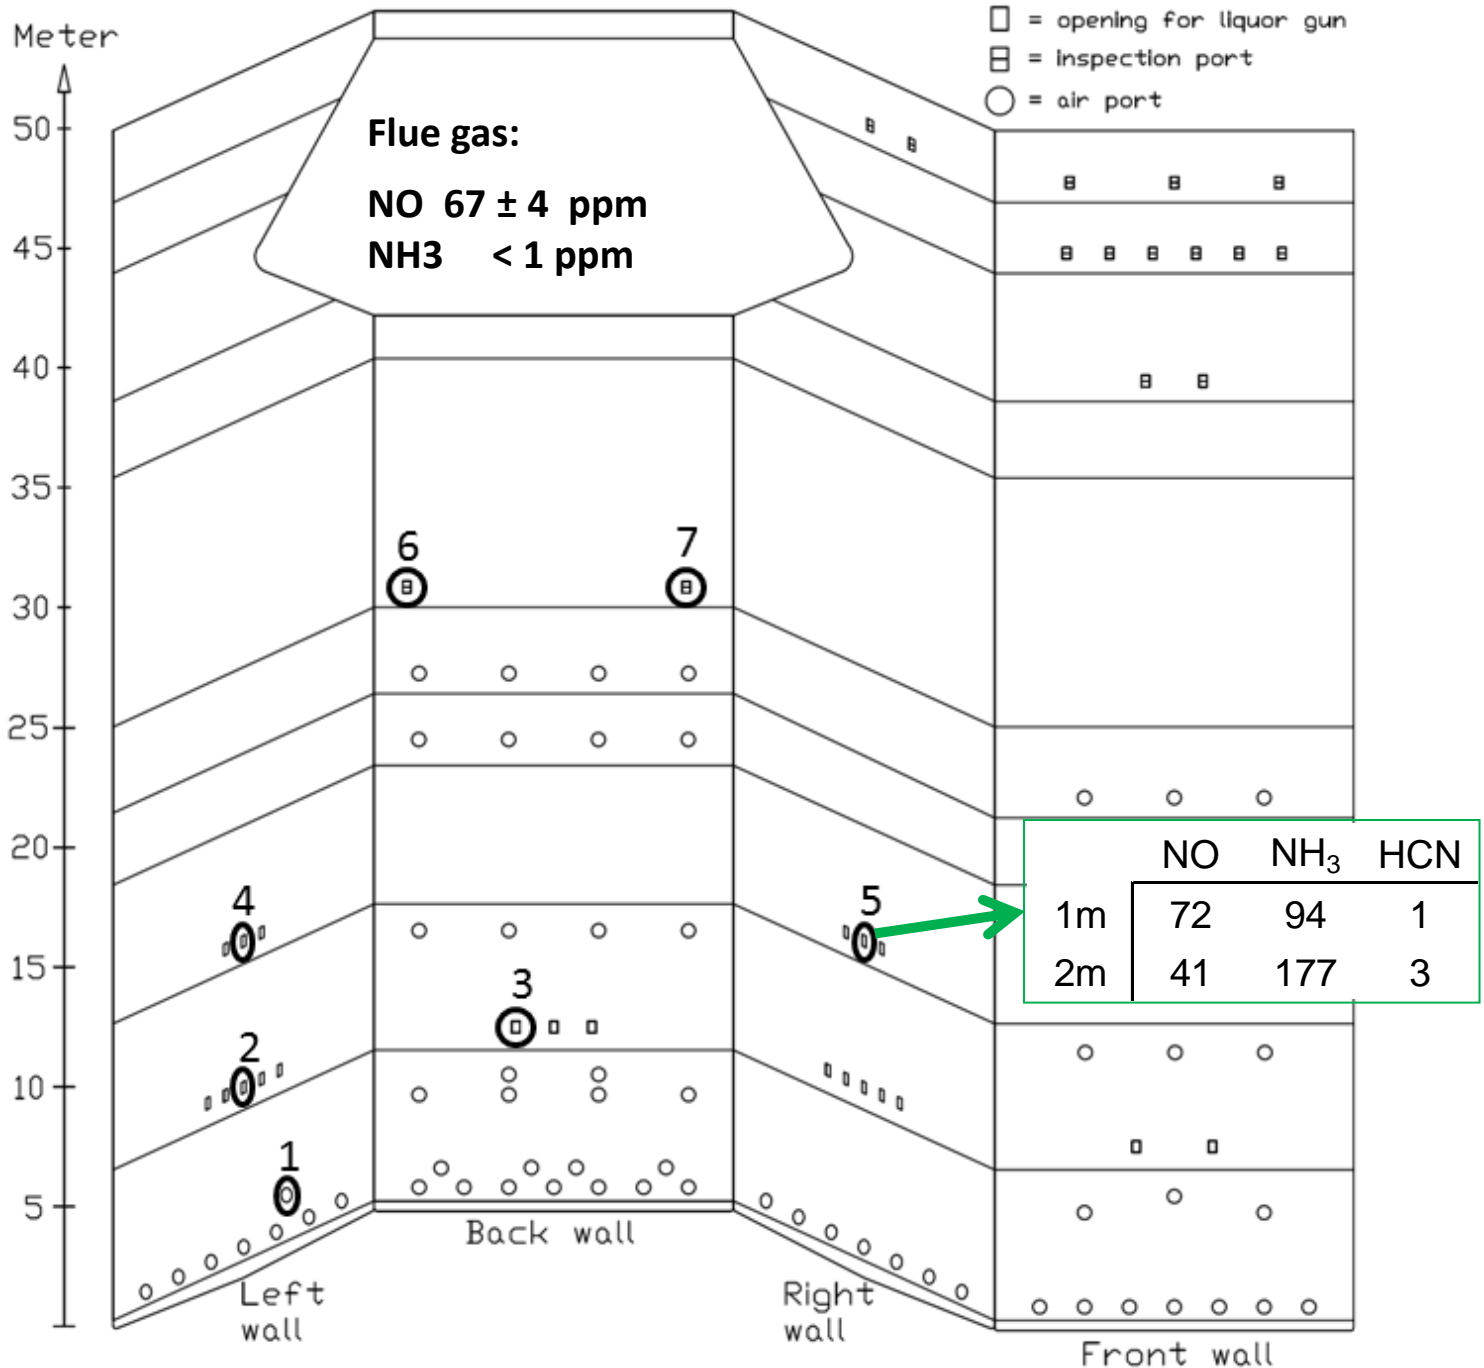 Meter
= opening for liquor gun
= inspection port
= air port
50
45
40
35
30
25
20
15
10
5
Flue gas:
NO 67 ± 4 ppm
NH3 < 1 ppm
6
7
4
5
3
2
1
NO NH₃ HCN
1m 72 94 1
2m 41 177 3
Back wall
Left
wall
Right
wall
Front wall